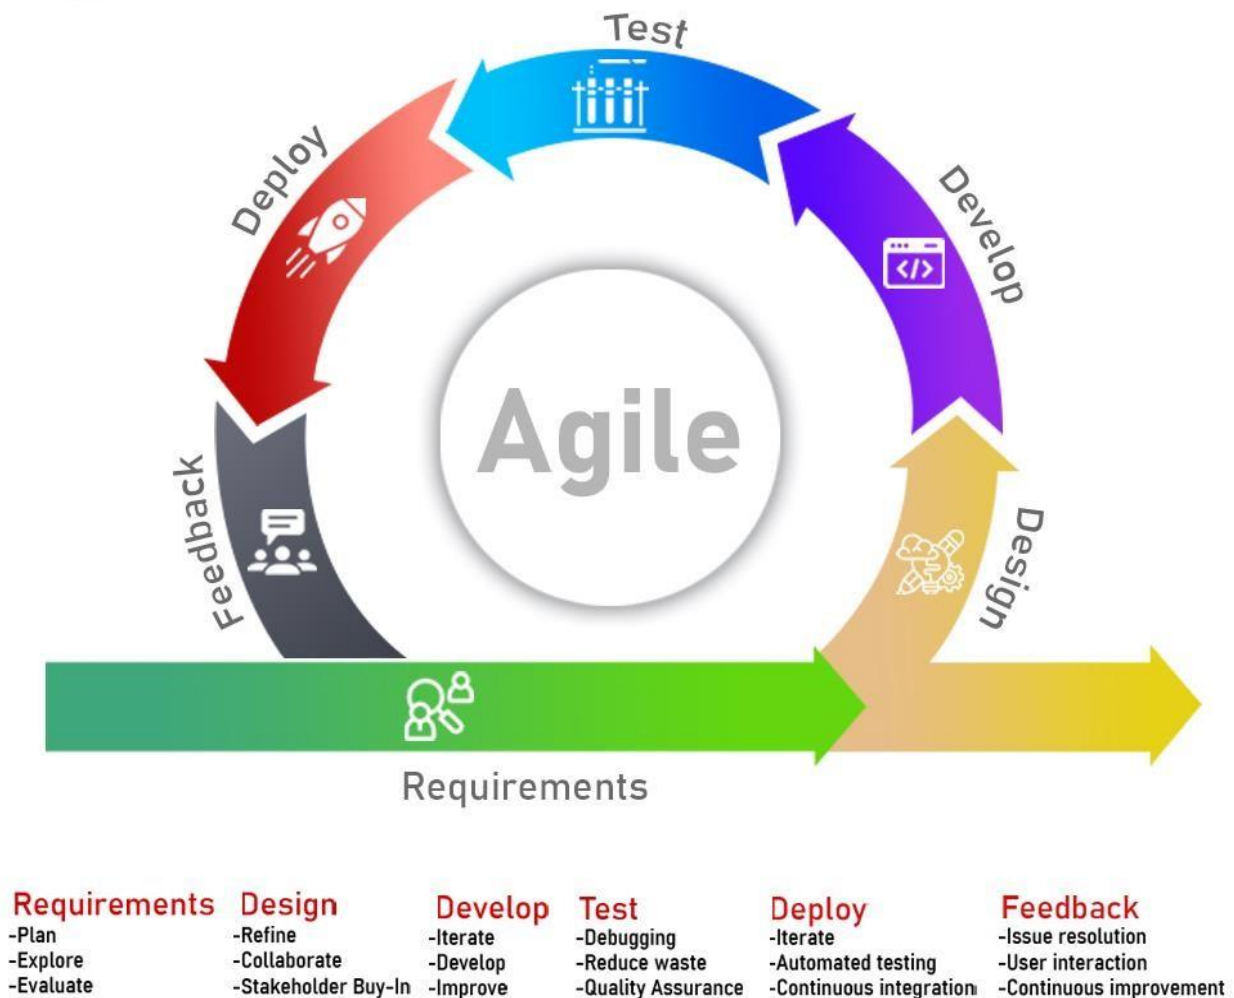 Test
Deploy
Develop
</>
Agile
Feedback
Design
Requirements
Requirements
-Plan
-Explore
-Evaluate
Design
-Refine
-Collaborate
-Stakeholder Buy-In
Develop
-Iterate
-Develop
-Improve
Test
-Debugging
-Reduce waste
-Quality Assurance
Deploy
-Iterate
-Automated testing
-Continuous integration
Feedback
-Issue resolution
-User interaction
-Continuous improvement